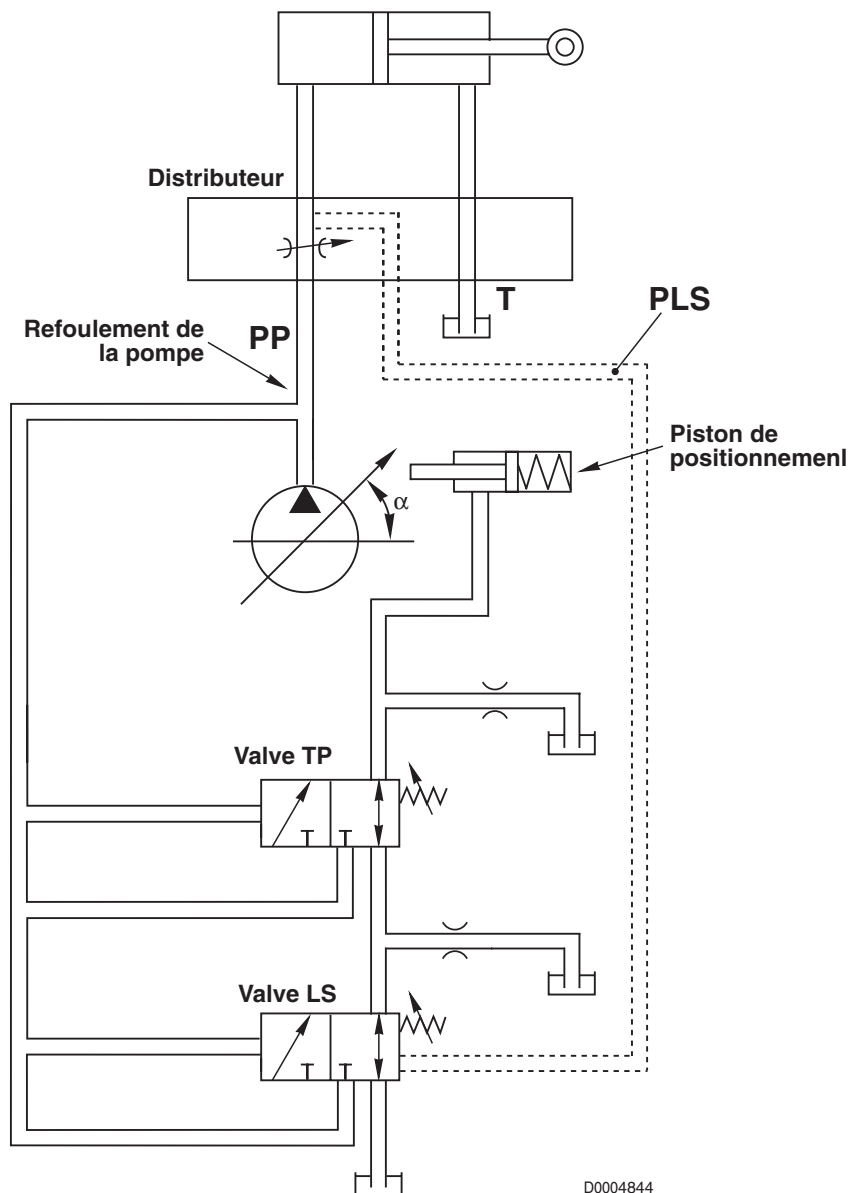 Distributeur
T
PLS
Refoulement de
la pompe
PP
Piston de
positionnemenl
α
Valve TP
Valve LS
D0004844